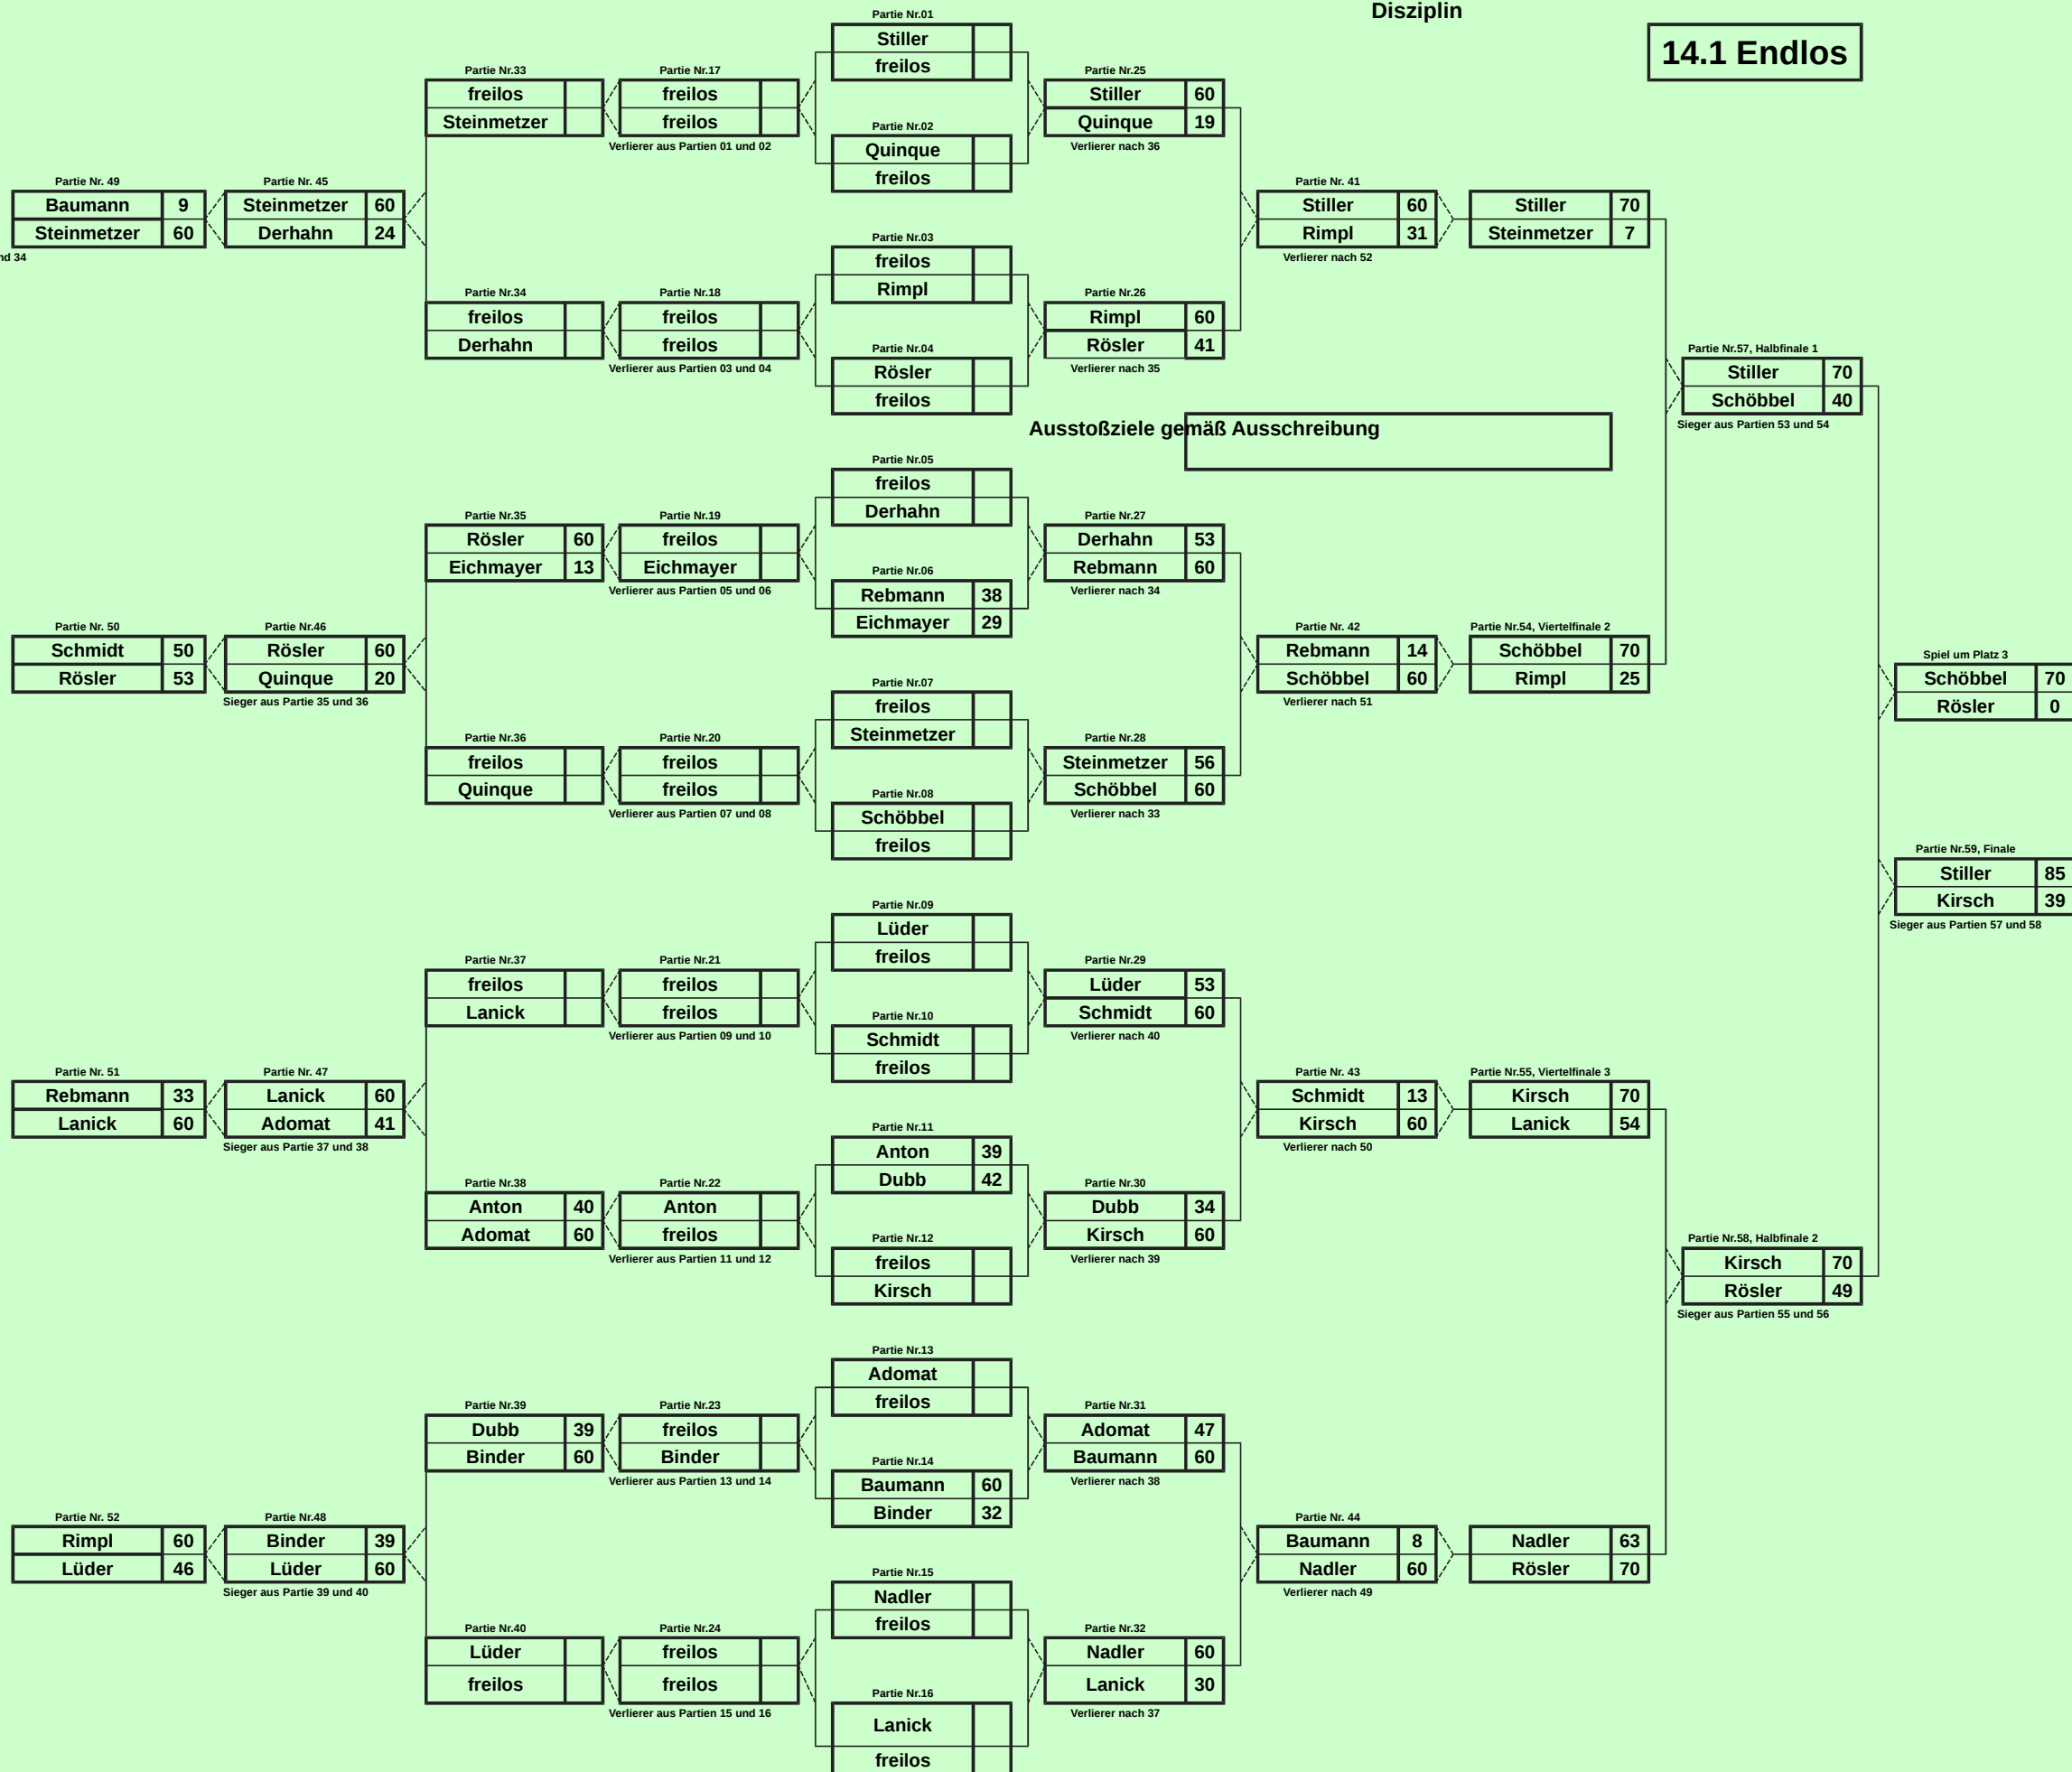 Disziplin
14.1 Endlos
Partie Nr.01
Stiller
freilos
Partie Nr.33
freilos
Steinmetzer
Partie Nr.17
freilos
freilos
Verlierer aus Partien 01 und 02
Partie Nr.25
Stiller 60
Quinque 19
Verlierer nach 36
Partie Nr.02
Quinque
freilos
Partie Nr. 49
Baumann 9
Steinmetzer 60
nd 34
Partie Nr. 45
Steinmetzer 60
Derhahn 24
Partie Nr. 41
Stiller 60
Rimpl 31
Verlierer nach 52
Stiller 70
Steinmetzer 7
Partie Nr.03
freilos
Rimpl
Partie Nr.34
freilos
Derhahn
Partie Nr.18
freilos
freilos
Verlierer aus Partien 03 und 04
Partie Nr.26
Rimpl 60
Rösler 41
Verlierer nach 35
Partie Nr.04
Rösler
freilos
Partie Nr.57, Halbfinale 1
Stiller 70
Schöbbel 40
Sieger aus Partien 53 und 54
Ausstoßziele gemäß Ausschreibung
Partie Nr.05
freilos
Derhahn
Partie Nr.35
Rösler 60
Eichmayer 13
Partie Nr.19
freilos
Eichmayer
Verlierer aus Partien 05 und 06
Partie Nr.27
Derhahn 53
Rebmann 60
Verlierer nach 34
Partie Nr.06
Rebmann 38
Eichmayer 29
Partie Nr. 50
Schmidt 50
Rösler 53
Partie Nr.46
Rösler 60
Quinque 20
Sieger aus Partie 35 und 36
Partie Nr. 42
Rebmann 14
Schöbbel 60
Verlierer nach 51
Partie Nr.54, Viertelfinale 2
Schöbbel 70
Rimpl 25
Spiel um Platz 3
Schöbbel 70
Rösler 0
Partie Nr.07
freilos
Steinmetzer
Partie Nr.36
freilos
Quinque
Partie Nr.20
freilos
freilos
Verlierer aus Partien 07 und 08
Partie Nr.28
Steinmetzer 56
Schöbbel 60
Verlierer nach 33
Partie Nr.08
Schöbbel
freilos
Partie Nr.59, Finale
Stiller 85
Kirsch 39
Sieger aus Partien 57 und 58
Partie Nr.09
Lüder
freilos
Partie Nr.37
freilos
Lanick
Partie Nr.21
freilos
freilos
Verlierer aus Partien 09 und 10
Partie Nr.29
Lüder 53
Schmidt 60
Verlierer nach 40
Partie Nr.10
Schmidt
freilos
Partie Nr. 51
Rebmann 33
Lanick 60
Partie Nr. 47
Lanick 60
Adomat 41
Sieger aus Partie 37 und 38
Partie Nr. 43
Schmidt 13
Kirsch 60
Verlierer nach 50
Partie Nr.55, Viertelfinale 3
Kirsch 70
Lanick 54
Partie Nr.11
Anton 39
Dubb 42
Partie Nr.38
Anton 40
Adomat 60
Partie Nr.22
Anton
freilos
Verlierer aus Partien 11 und 12
Partie Nr.30
Dubb 34
Kirsch 60
Verlierer nach 39
Partie Nr.12
freilos
Kirsch
Partie Nr.58, Halbfinale 2
Kirsch 70
Rösler 49
Sieger aus Partien 55 und 56
Partie Nr.13
Adomat
freilos
Partie Nr.39
Dubb 39
Binder 60
Partie Nr.23
freilos
Binder
Verlierer aus Partien 13 und 14
Partie Nr.31
Adomat 47
Baumann 60
Verlierer nach 38
Partie Nr.14
Baumann 60
Binder 32
Partie Nr. 52
Rimpl 60
Lüder 46
Partie Nr.48
Binder 39
Lüder 60
Sieger aus Partie 39 und 40
Partie Nr. 44
Baumann 8
Nadler 60
Verlierer nach 49
Nadler 63
Rösler 70
Partie Nr.15
Nadler
freilos
Partie Nr.40
Lüder
freilos
Partie Nr.24
freilos
freilos
Verlierer aus Partien 15 und 16
Partie Nr.32
Nadler 60
Lanick 30
Verlierer nach 37
Partie Nr.16
Lanick
freilos